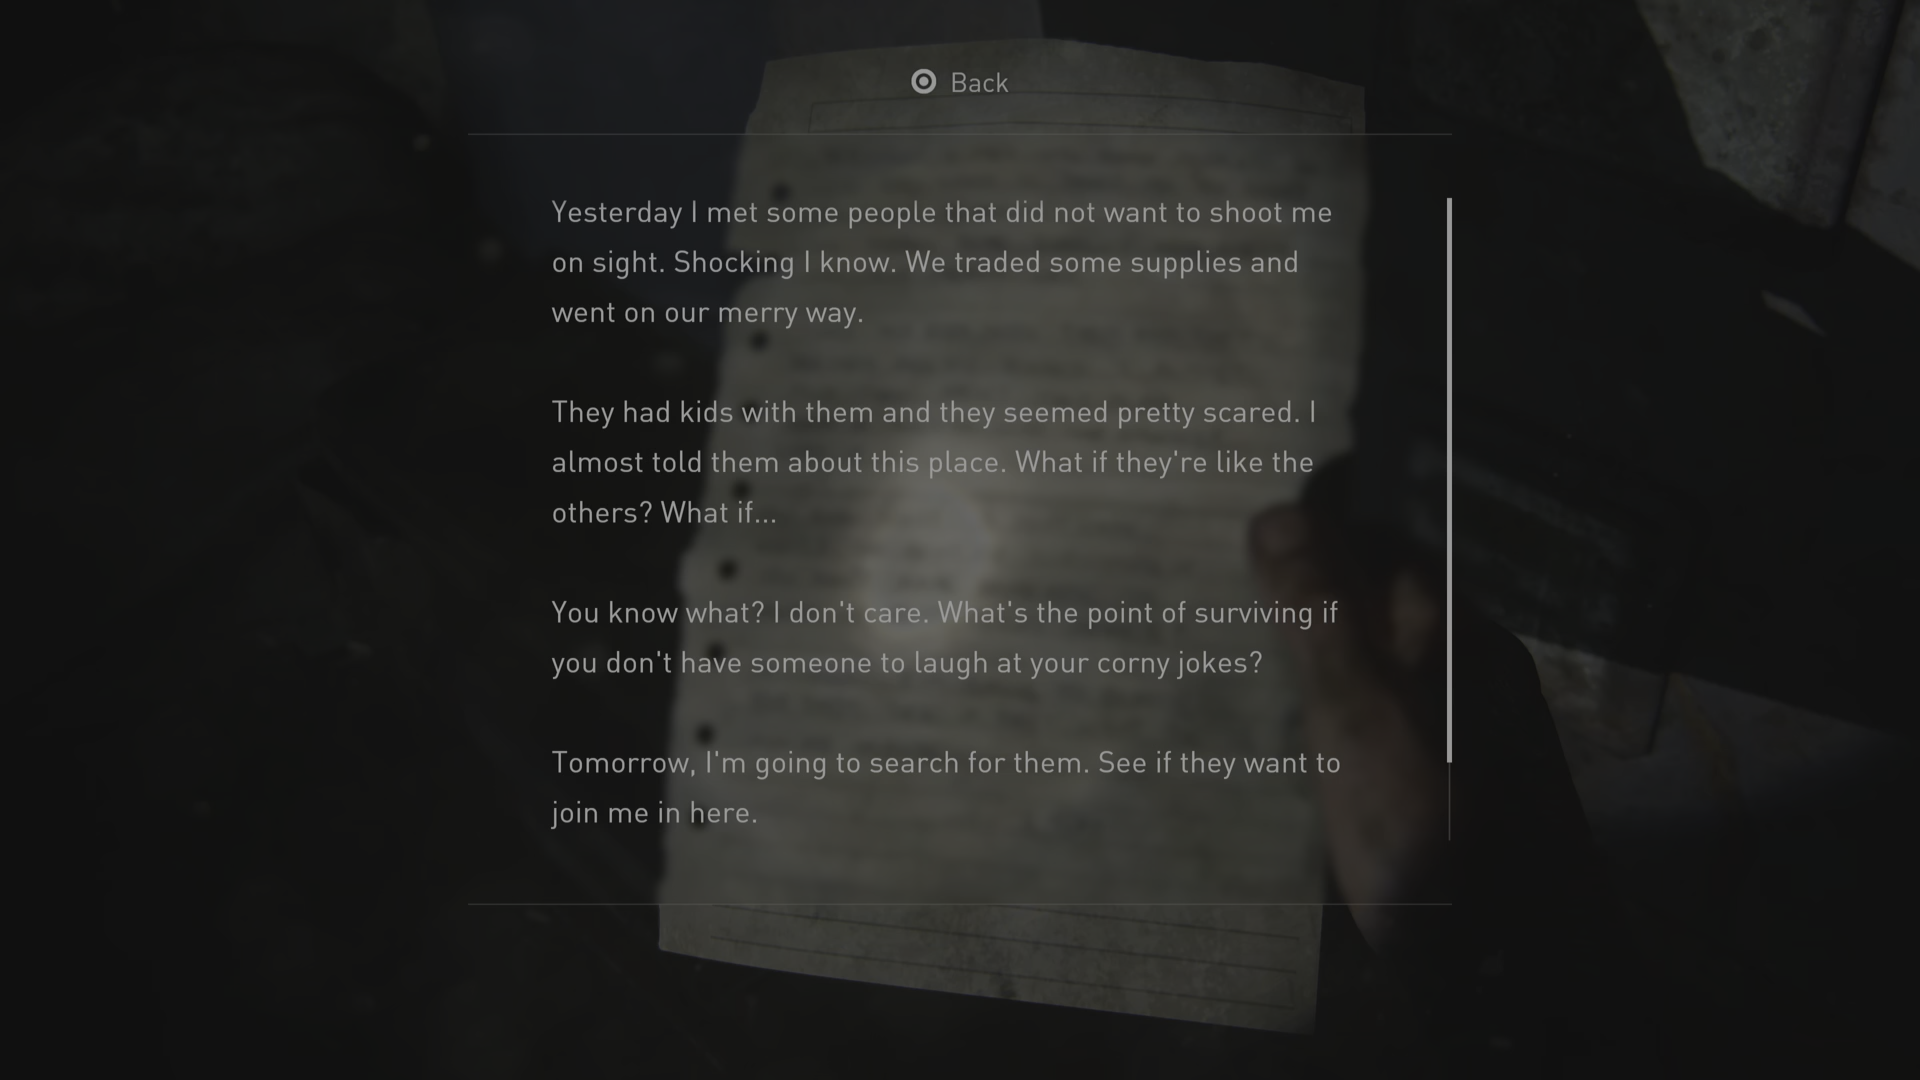 Back
Yesterday I met some people that did not want to shoot me
on sight. Shocking I know. We traded some supplies and
went on our merry way.
They had kids with them and they seemed pretty scared. I
almost told them about this place. What if they're like the
others? What if...
You know what? I don't care. What's the point of surviving if
you don't have someone to laugh at your corny jokes?
Tomorrow, I'm going to search for them. See if they want to
join me in here.